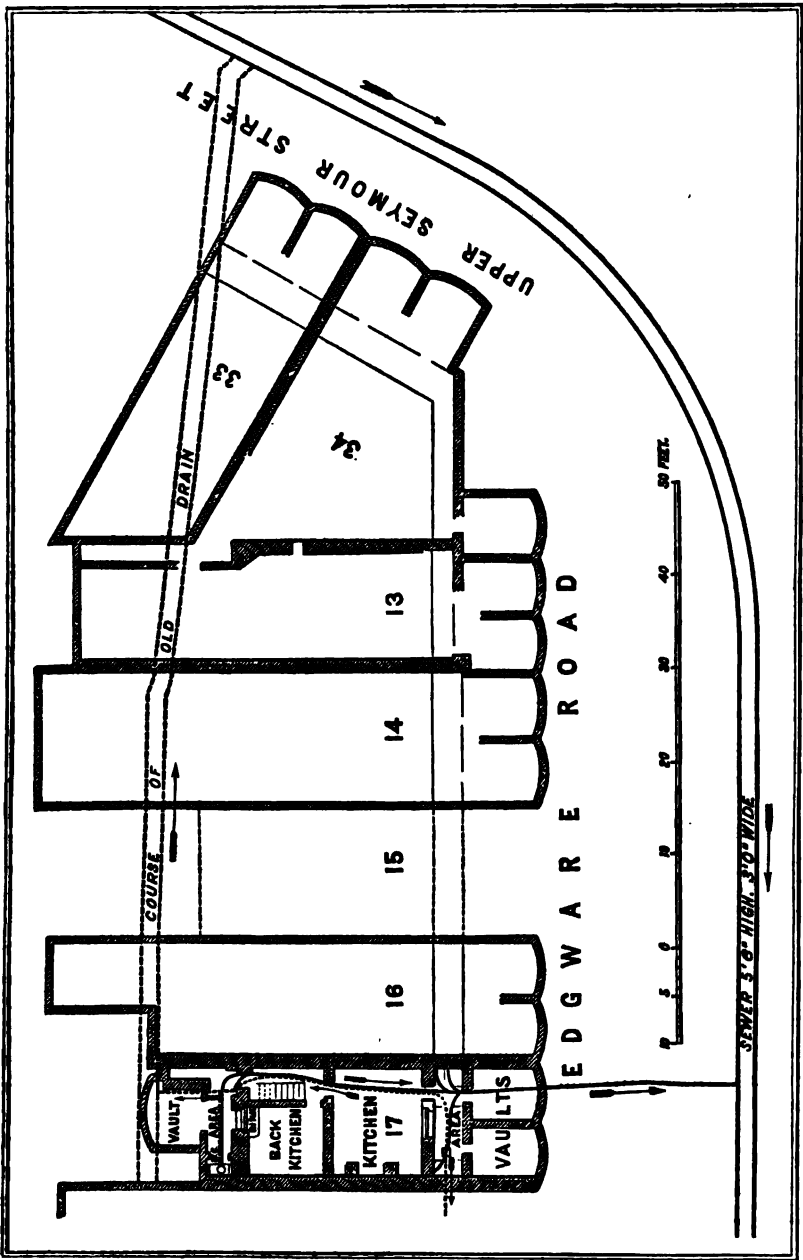 UPPER SEYMOUR STREET
33
34
COURSE OF OLD DRAIN
13
14
15
16
17
VAULT
AREA
BACK
KITCHEN
KITCHEN
AREA
VAULTS
EDGWARE ROAD
10 5 0 10 20 30 40 50 FEET.
SEWER 5'6" HIGH. 3'0" WIDE